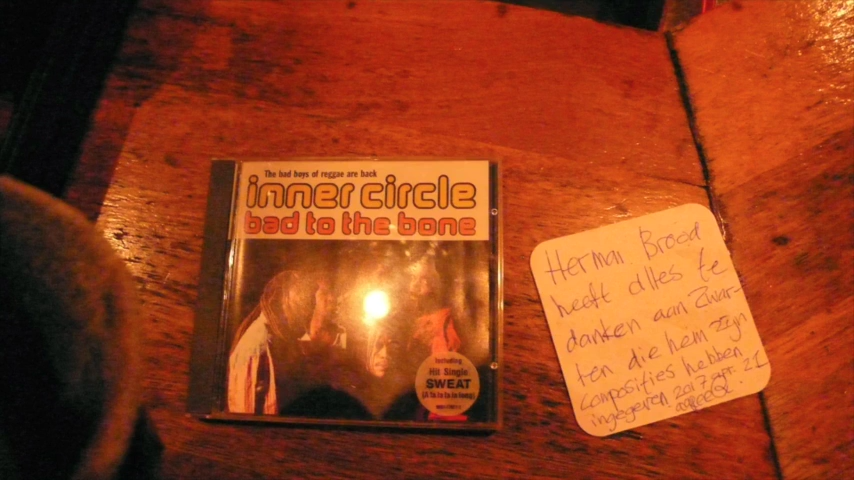 The bad boys of reggae are back
inner circle
bad to the bone
Including
Hit Single
SWEAT
(A la la la la long)
Herman Brood
heeft alles te
danken aan Zwar-
ten die hem zijn
composities hebben
ingegeven 2017 apr. 21